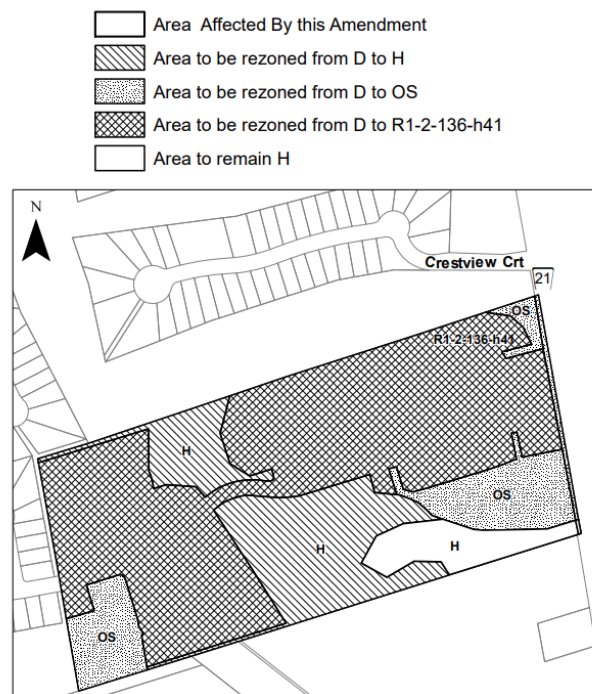 Area Affected By this Amendment
Area to be rezoned from D to H
Area to be rezoned from D to OS
Area to be rezoned from D to R1-2-136-h41
Area to remain H
N
Crestview Crt
21
OS
R1-2-136-h41
H
OS
H
H
OS